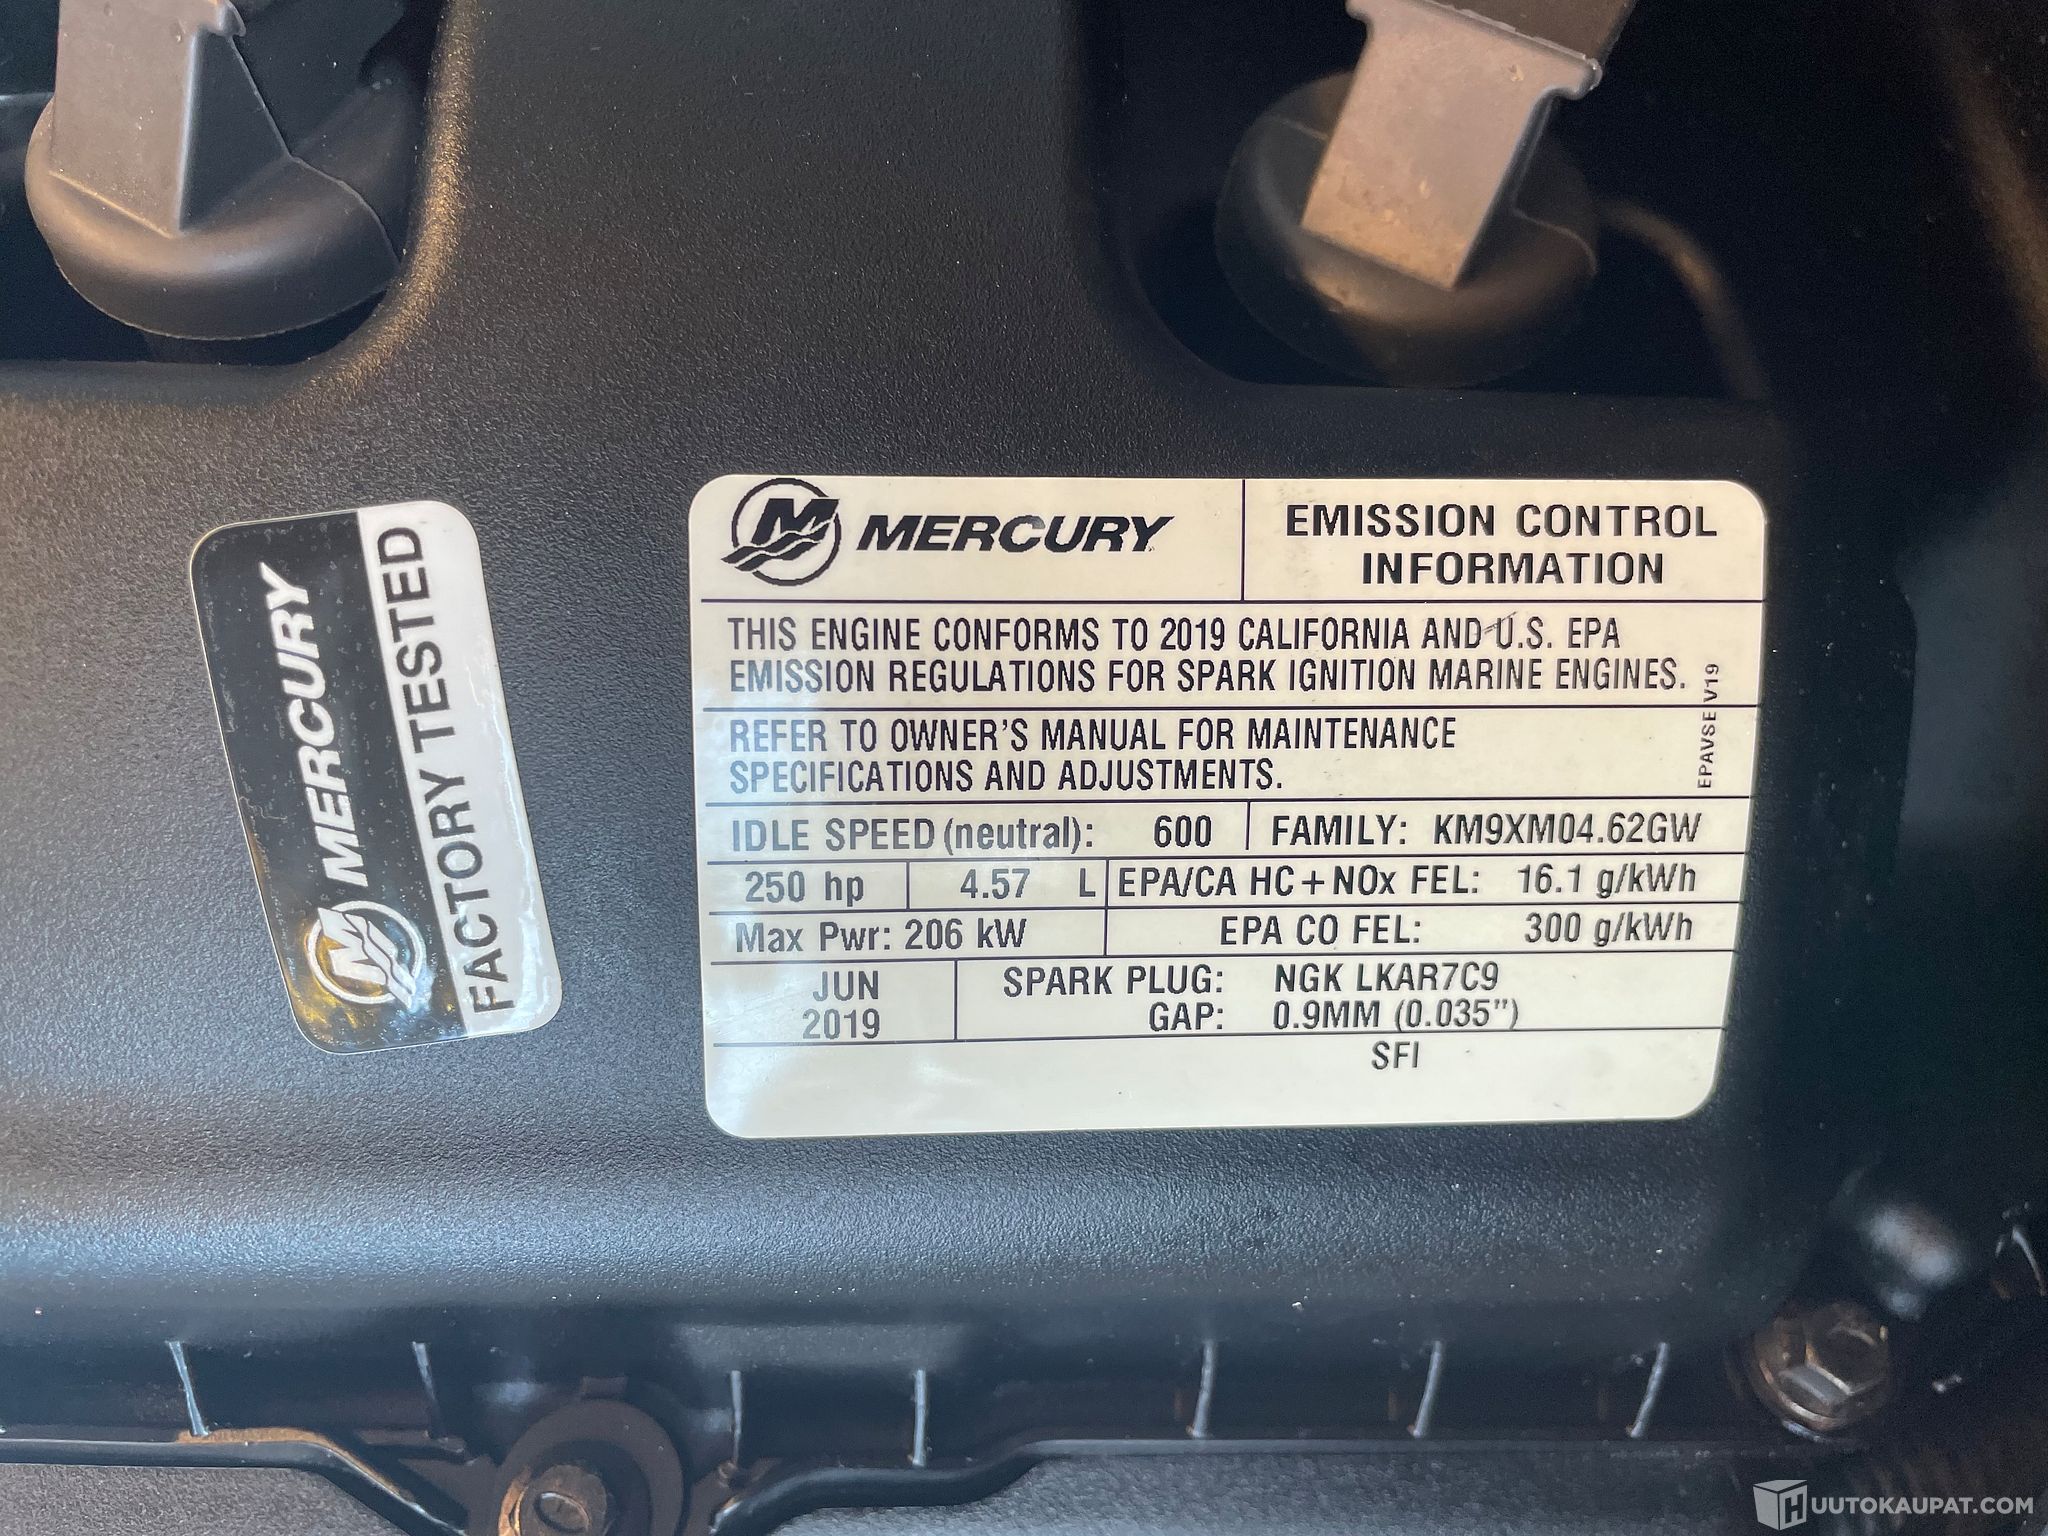 MERCURY
FACTORY TESTED
MERCURY
EMISSION CONTROL
INFORMATION
THIS ENGINE CONFORMS TO 2019 CALIFORNIA AND U.S. EPA
EMISSION REGULATIONS FOR SPARK IGNITION MARINE ENGINES.
REFER TO OWNER'S MANUAL FOR MAINTENANCE
SPECIFICATIONS AND ADJUSTMENTS.
EPAVSE V19
IDLE SPEED (neutral): 600 FAMILY: KM9XM04.62GW
250 hp 4.57 L EPA/CA HC+NOx FEL: 16.1 g/kWh
Max Pwr: 206 kW EPA CO FEL: 300 g/kWh
JUN
2019
SPARK PLUG: NGK LKAR7C9
GAP: 0.9MM (0.035")
SFI
HUUTOKAUPAT.COM